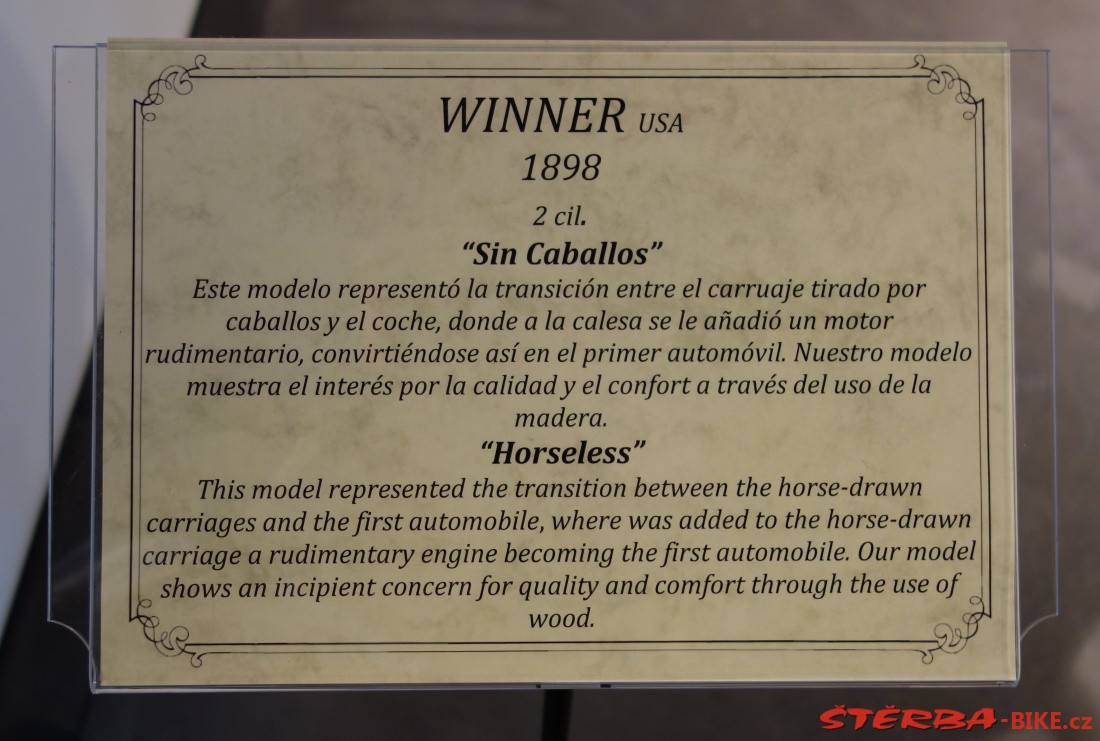 WINNER USA
1898
2 cil.
“Sin Caballos”
Este modelo representó la transición entre el carruaje tirado por
caballos y el coche, donde a la calesa se le añadió un motor
rudimentario, convirtiéndose así en el primer automóvil. Nuestro modelo
muestra el interés por la calidad y el confort a través del uso de la
madera.
“Horseless”
This model represented the transition between the horse-drawn
carriages and the first automobile, where was added to the horse-drawn
carriage a rudimentary engine becoming the first automobile. Our model
shows an incipient concern for quality and comfort through the use of
wood.
ŠTĚRBA-BIKE.cz